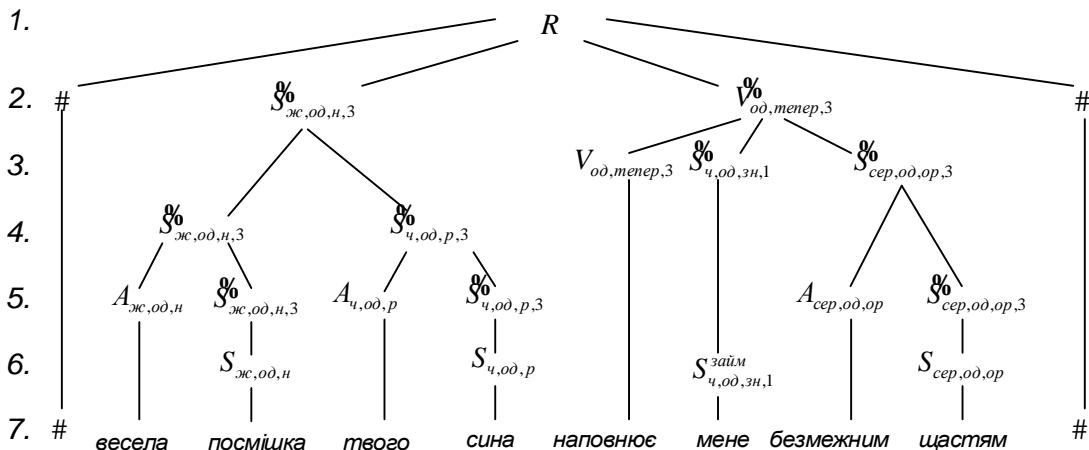 1. R
2. # S̃ж,од,н,3 Ṽод,тепер,3 #
3. Vод,тепер,3 S̃ч,од,зн,1 S̃сер,од,ор,3
4. S̃ж,од,н,3 S̃ч,од,р,3
5. Aж,од,н S̃ж,од,н,3 Aч,од,р S̃ч,од,р,3 Aсер,од,ор S̃сер,од,ор,3
6. Sж,од,н Sч,од,р Sзаймч,од,зн,1 Sсер,од,ор
7. # весела посмішка твого сина наповнює мене безмежним щастям #